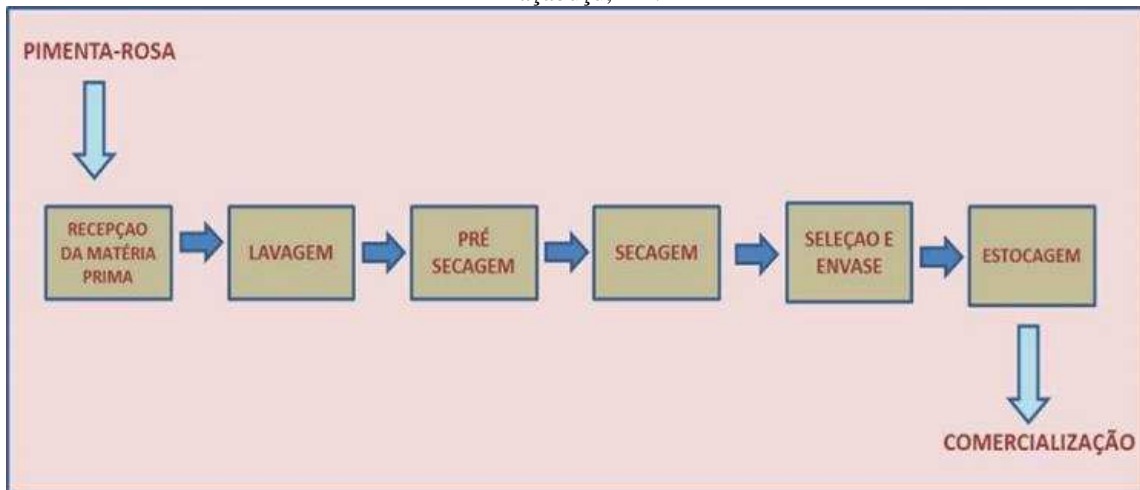 PIMENTA-ROSA
RECEPÇAO
DA MATÉRIA
PRIMA
LAVAGEM
PRÉ
SECAGEM
SECAGEM
SELEÇAO E
ENVASE
ESTOCAGEM
COMERCIALIZAÇÃO